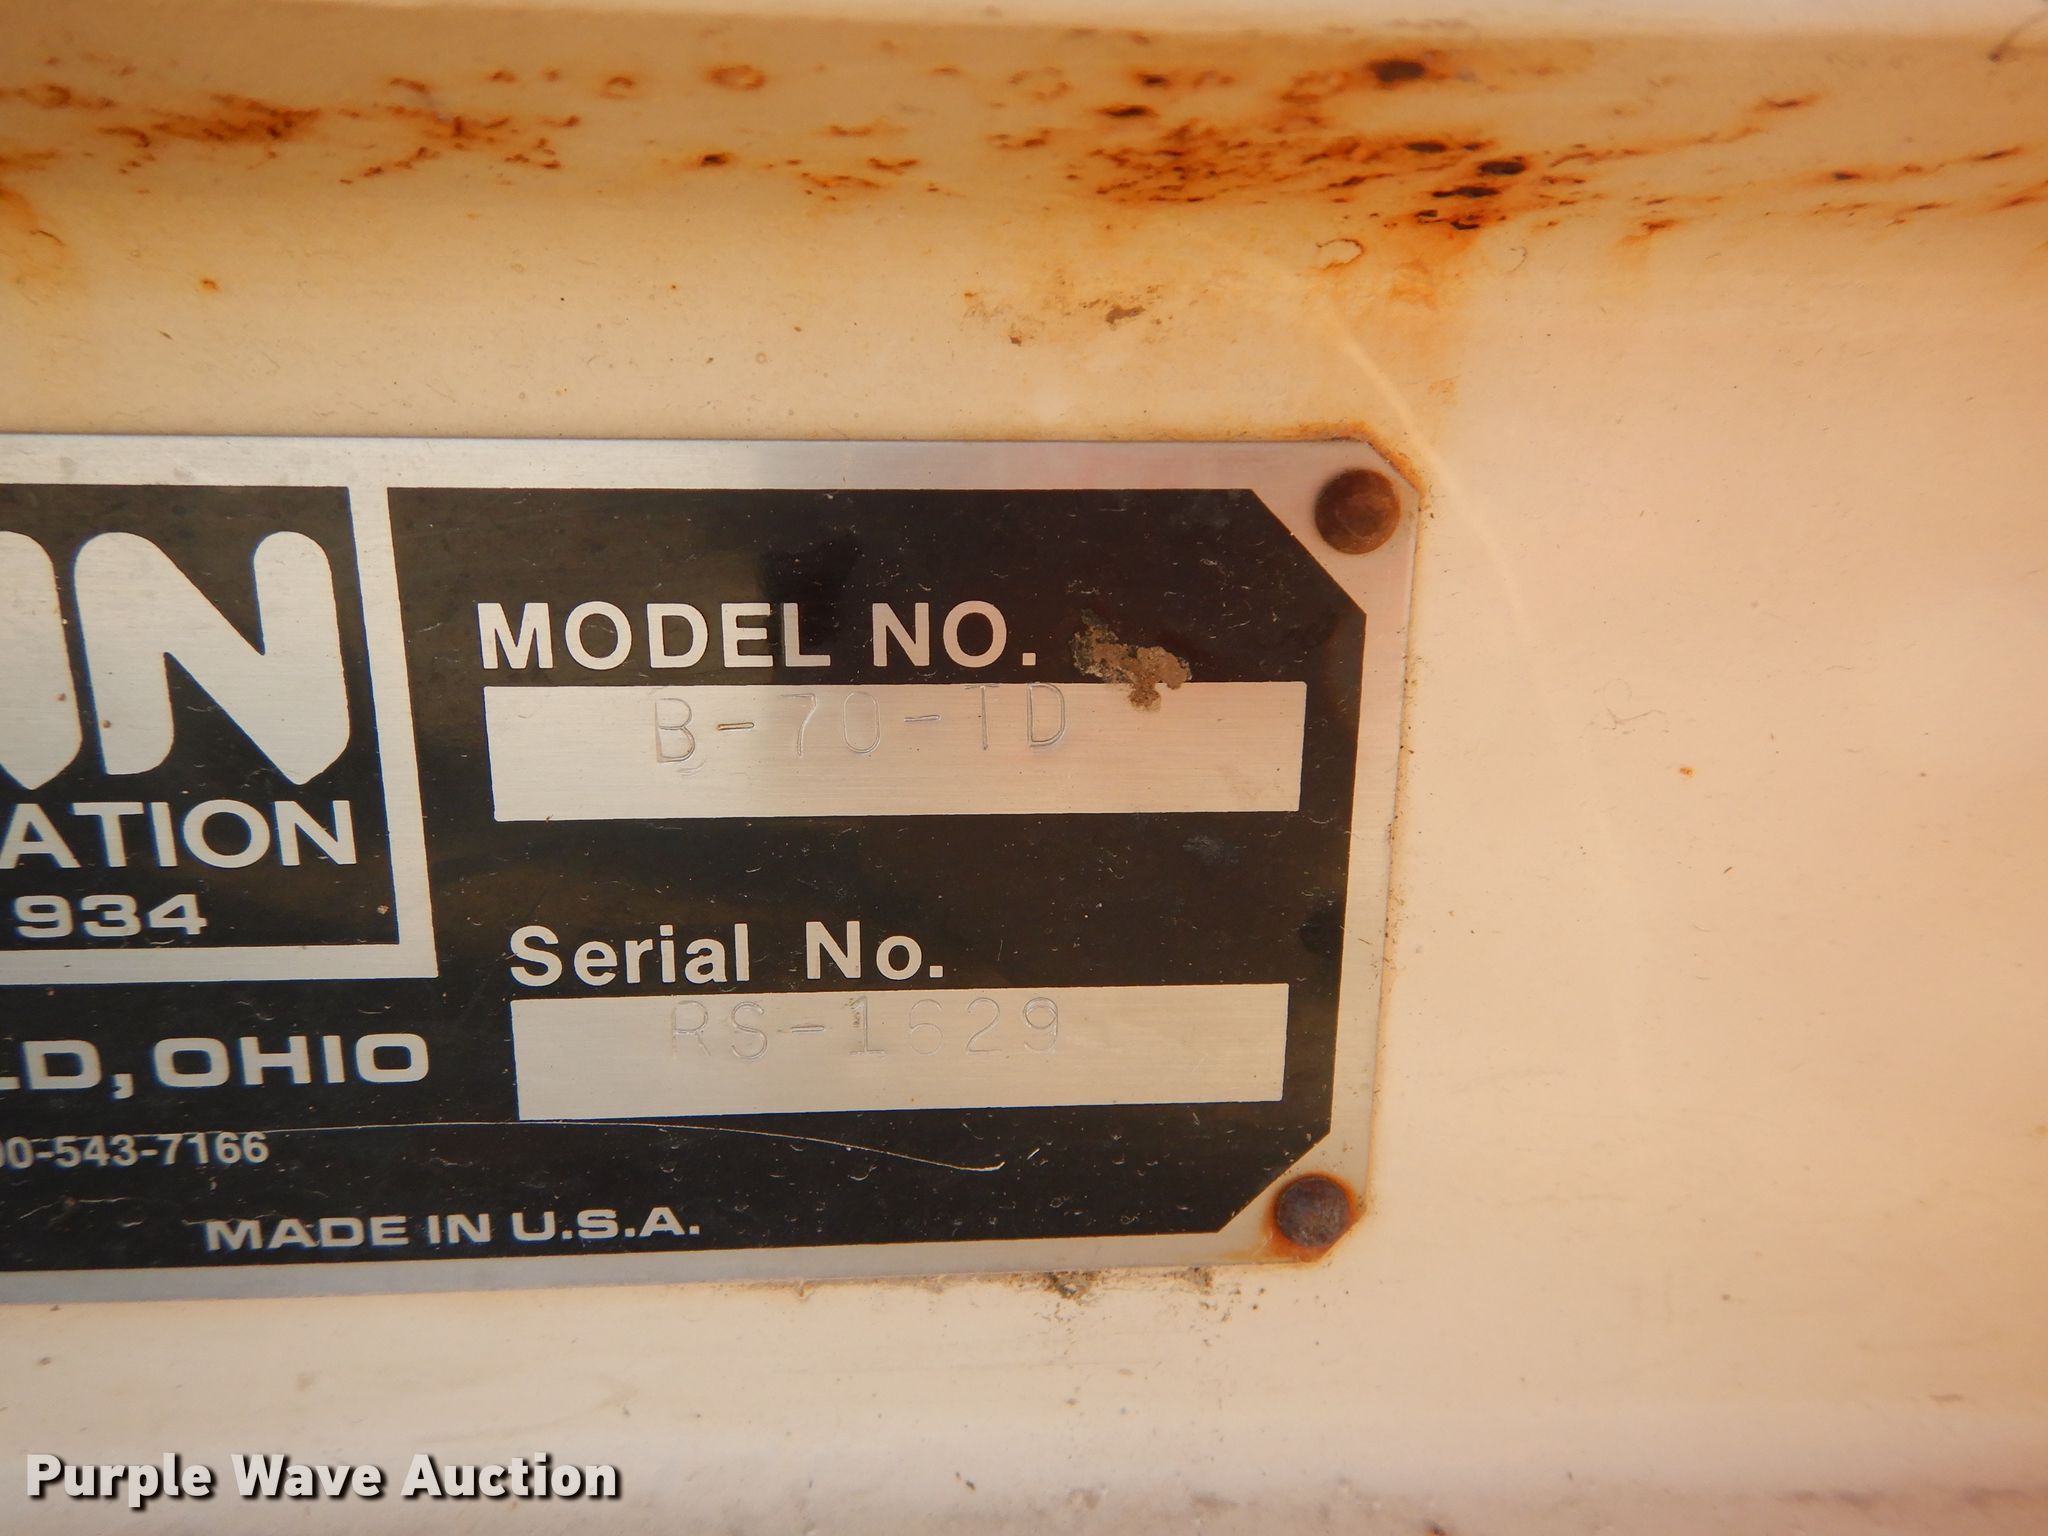 N
MODEL NO.
B-70-TD
ATION
934
Serial No.
RS-1629
LD, OHIO
00-543-7166
MADE IN U.S.A.
Purple Wave Auction